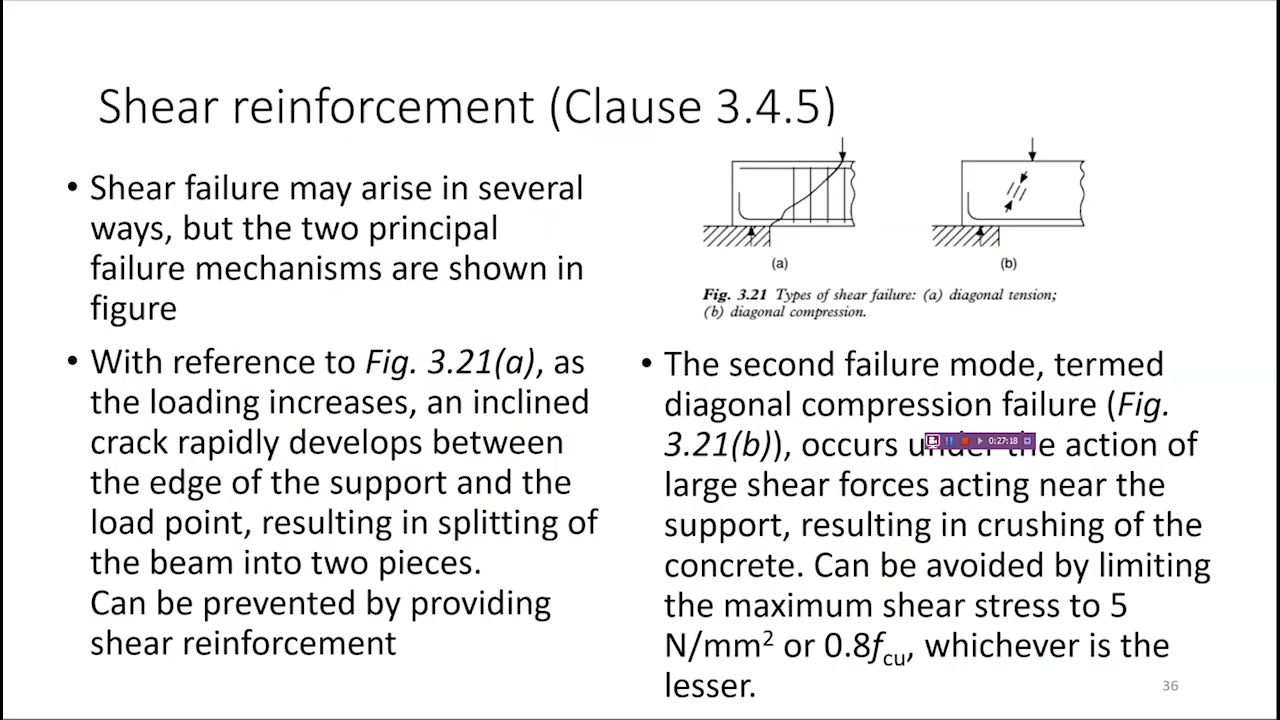 Shear reinforcement (Clause 3.4.5)
• Shear failure may arise in several
ways, but the two principal
failure mechanisms are shown in
figure
• With reference to Fig. 3.21(a), as
the loading increases, an inclined
crack rapidly develops between
the edge of the support and the
load point, resulting in splitting of
the beam into two pieces.
Can be prevented by providing
shear reinforcement
(a)
(b)
Fig. 3.21 Types of shear failure: (a) diagonal tension;
(b) diagonal compression.
• The second failure mode, termed
diagonal compression failure (Fig.
3.21(b)), occurs under the action of
0:27:18
large shear forces acting near the
support, resulting in crushing of the
concrete. Can be avoided by limiting
the maximum shear stress to 5
N/mm² or 0.8fcu, whichever is the
lesser.
36